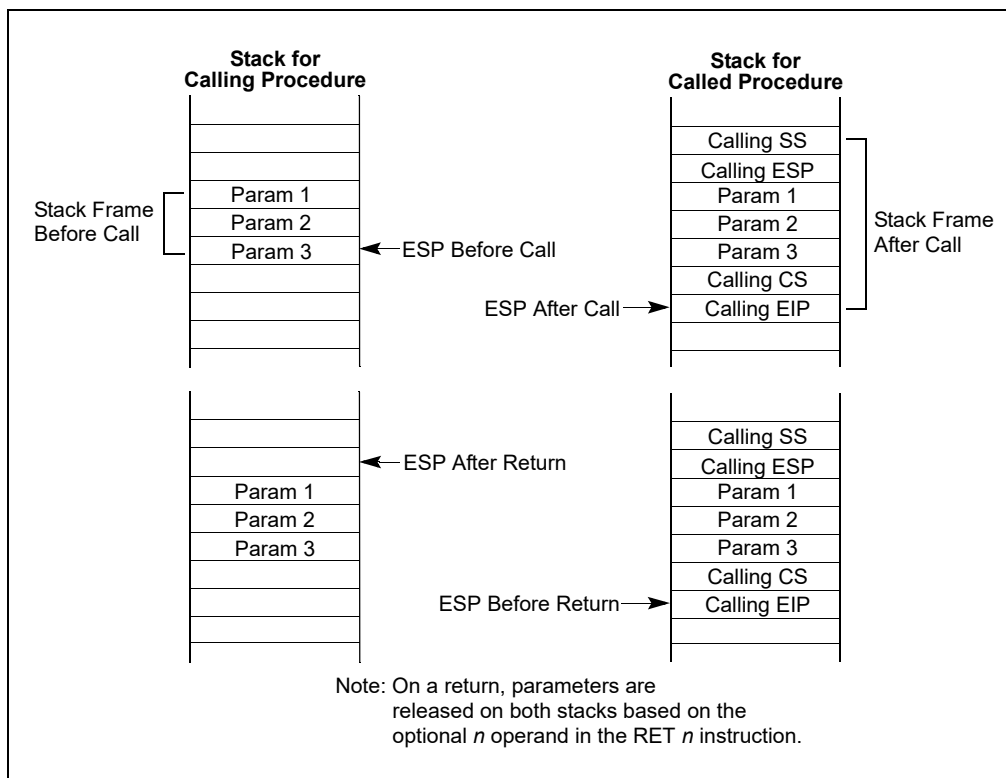 Stack for
Calling Procedure
Stack Frame
Before Call
Param 1
Param 2
Param 3
ESP Before Call
Stack for
Called Procedure
Calling SS
Calling ESP
Param 1
Param 2
Param 3
Calling CS
Calling EIP
ESP After Call
Stack Frame
After Call
ESP After Return
Param 1
Param 2
Param 3
Calling SS
Calling ESP
Param 1
Param 2
Param 3
Calling CS
Calling EIP
ESP Before Return
Note: On a return, parameters are
released on both stacks based on the
optional n operand in the RET n instruction.